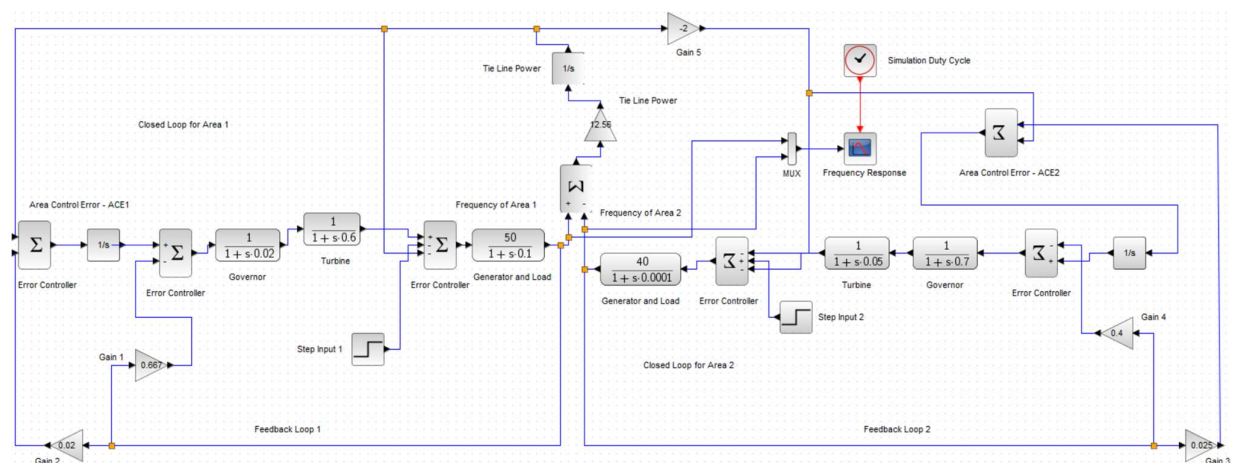 -2
Gain 5
Tie Line Power
1/s
Simulation Duty Cycle
Tie Line Power
12.56
Closed Loop for Area 1
Σ
MUX
Frequency Response
Area Control Error - ACE2
Σ
+ -
Area Control Error - ACE1
Frequency of Area 1
Frequency of Area 2
Σ
1/s
+
-
Σ
1
1 + s·0.02
1
1 + s·0.6
+
-
-
Σ
50
1 + s·0.1
Error Controller
Error Controller
Governor
Turbine
Error Controller
Generator and Load
40
1 + s·0.0001
Σ
-
+
-
1
1 + s·0.05
1
1 + s·0.7
Σ
-
+
1/s
Generator and Load
Error Controller
Turbine
Governor
Error Controller
Step Input 1
Step Input 2
Gain 4
0.4
Gain 1
0.667
Closed Loop for Area 2
Feedback Loop 1
Feedback Loop 2
0.02
Gain 2
0.025
Gain 3